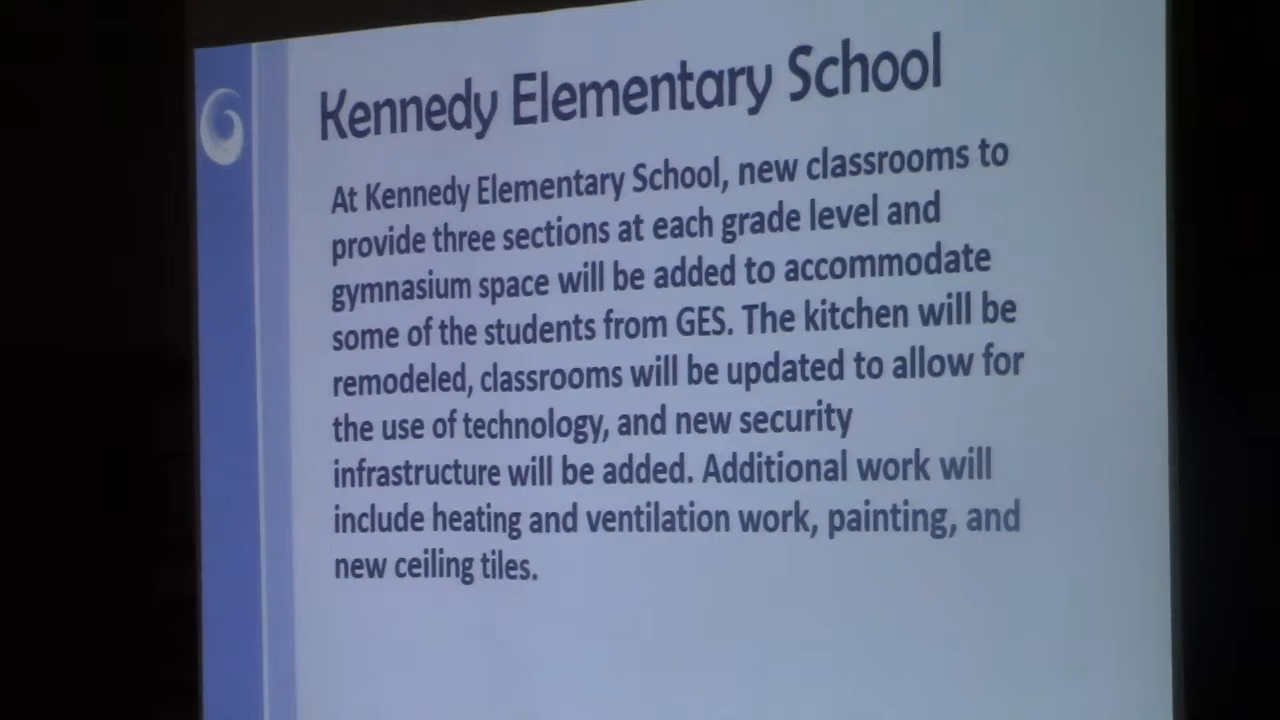 Kennedy Elementary School
At Kennedy Elementary School, new classrooms to
provide three sections at each grade level and
gymnasium space will be added to accommodate
some of the students from GES. The kitchen will be
remodeled, classrooms will be updated to allow for
the use of technology, and new security
infrastructure will be added. Additional work will
include heating and ventilation work, painting, and
new ceiling tiles.